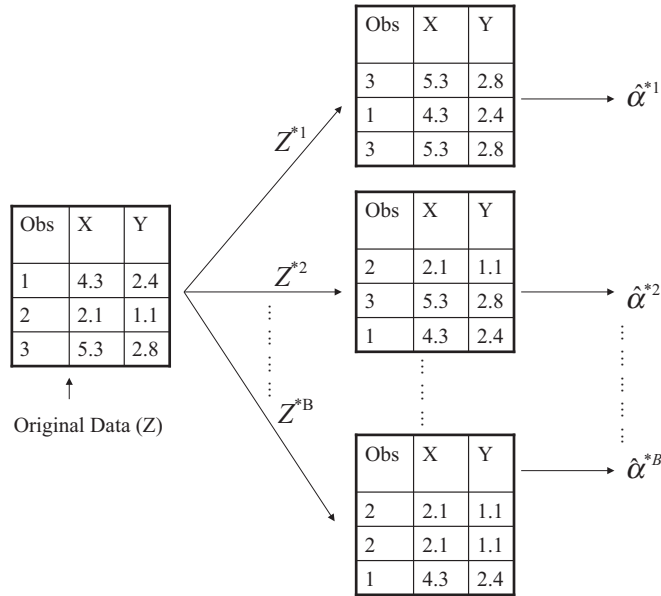 Obs X Y
3 5.3 2.8
1 4.3 2.4
3 5.3 2.8
α̂*1
Z*1
Obs X Y
1 4.3 2.4
2 2.1 1.1
3 5.3 2.8
Original Data (Z)
Z*2
Obs X Y
2 2.1 1.1
3 5.3 2.8
1 4.3 2.4
α̂*2
Z*B
Obs X Y
2 2.1 1.1
2 2.1 1.1
1 4.3 2.4
α̂*B